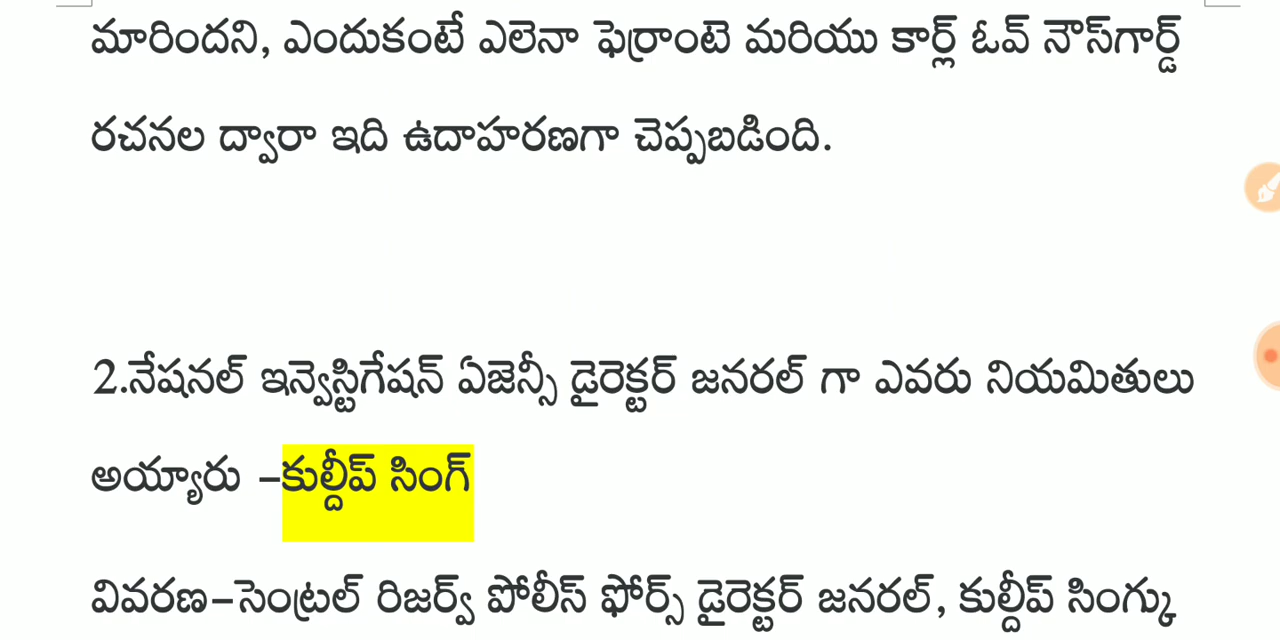 మారిందని, ఎందుకంటే ఎలెనా ఫెర్రాంటె మరియు కార్ల్ ఓవ్ నౌస్‌గార్డ్
రచనల ద్వారా ఇది ఉదాహరణగా చెప్పబడింది.
2.నేషనల్ ఇన్వెస్టిగేషన్ ఏజెన్సీ డైరెక్టర్ జనరల్ గా ఎవరు నియమితులు
అయ్యారు –కుల్దీప్ సింగ్
వివరణ–సెంట్రల్ రిజర్వ్ పోలీస్ ఫోర్స్ డైరెక్టర్ జనరల్, కుల్దీప్ సింగ్కు